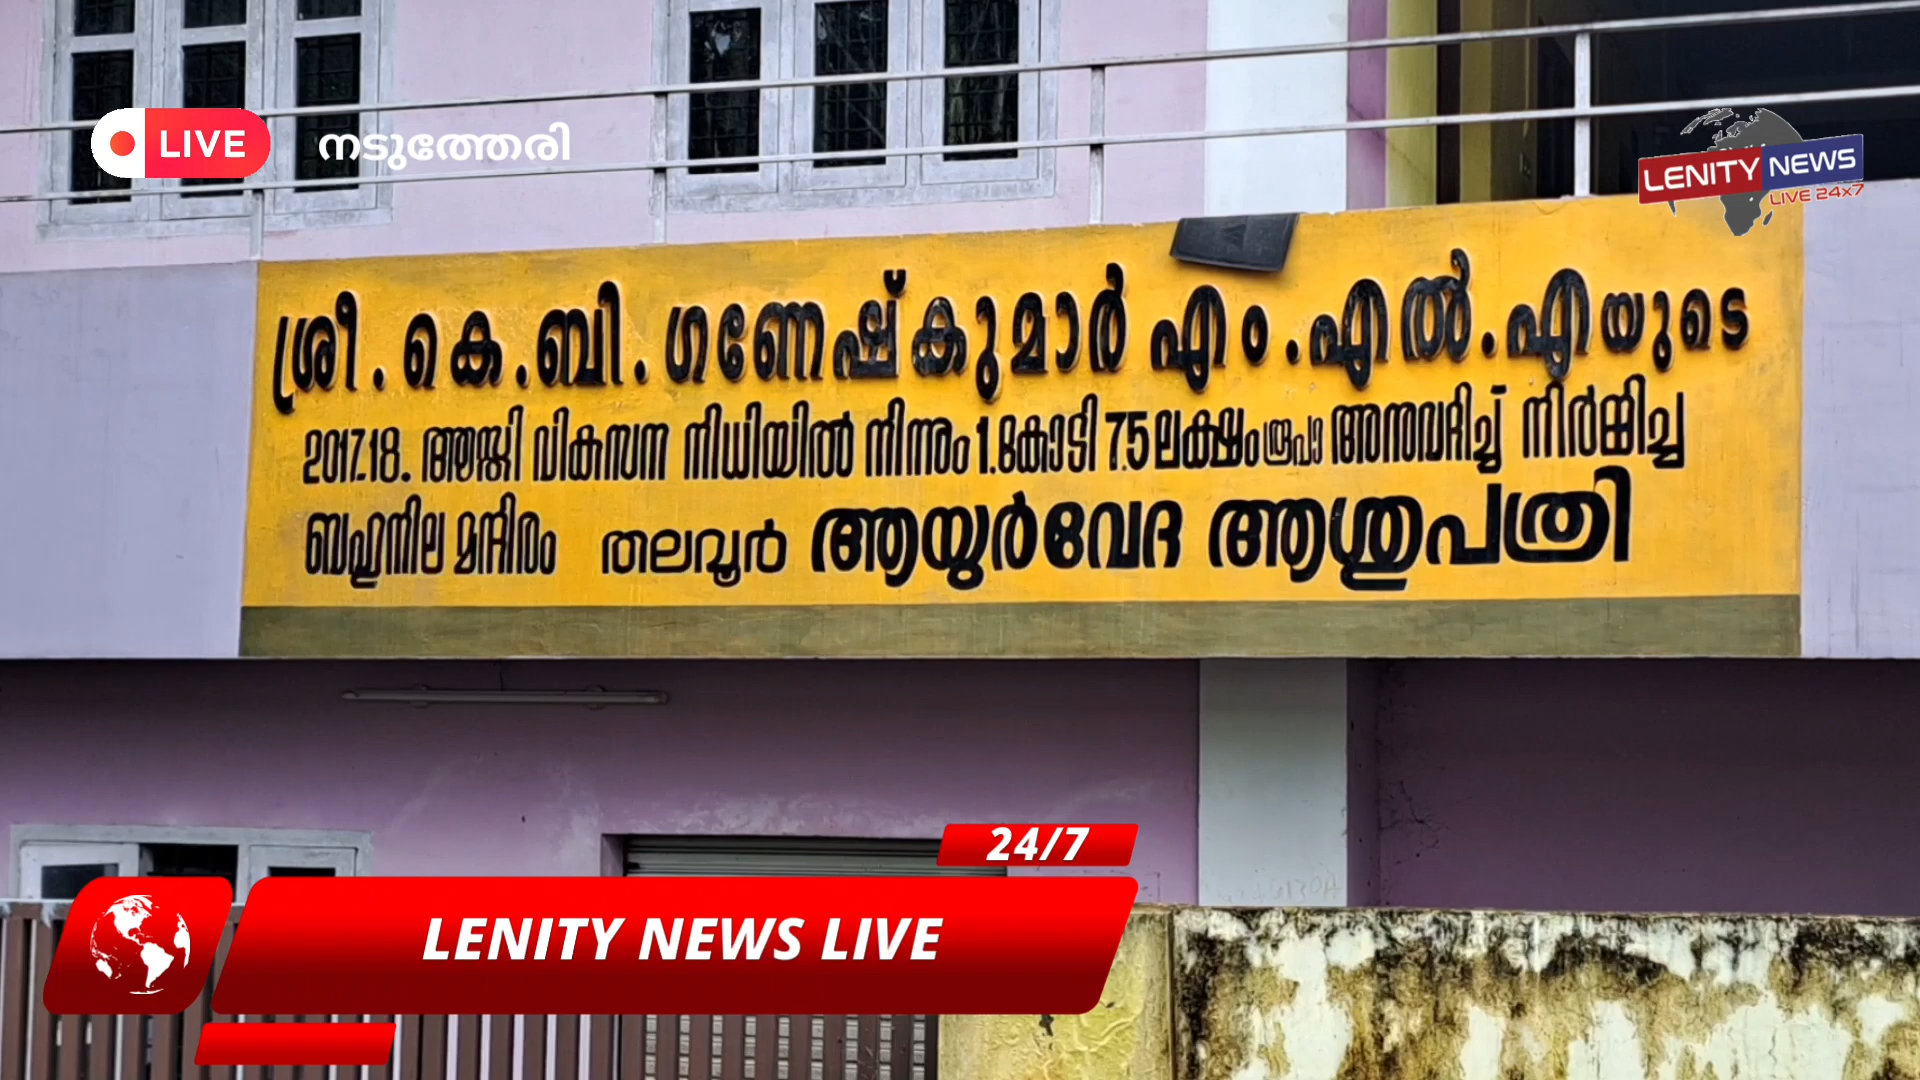 LIVE
നടുത്തേരി
LENITY NEWS
LIVE 24x7
ശ്രീ. കെ.ബി. ഗണേഷ്കുമാർ എം.എൽ.എയുടെ
2017.18. ആസ്തി വികസന നിധിയിൽ നിന്നും 1.കോടി 75 ലക്ഷം രൂപാ അനുവദിച്ച് നിർമ്മിച്ച
ബഹുനില മന്ദിരം തലവൂർ ആയുർവേദ ആശുപത്രി
24/7
LENITY NEWS LIVE